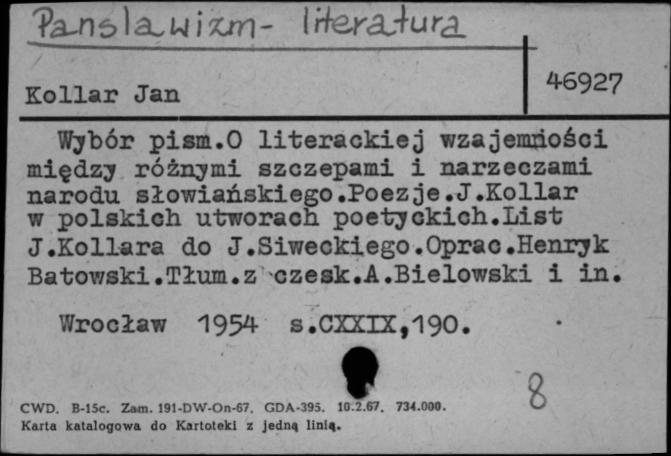 Panslawizm - literatura
46927
Kollar Jan
Wybór pism.O literackiej wzajemności
między różnymi szczepami i narzeczami
narodu słowiańskiego.Poezje.J.Kollar
w polskich utworach poetyckich.List
J.Kollara do J.Siweckiego.Oprac.Henryk
Batowski.Tłum.z czesk.A.Bielowski i in.
Wrocław 1954 s.CXXIX,190.
8
CWD. B-15c. Zam. 191-DW-On-67. GDA-395. 10.2.67. 734.000.
Karta katalogowa do Kartoteki z jedną linią.